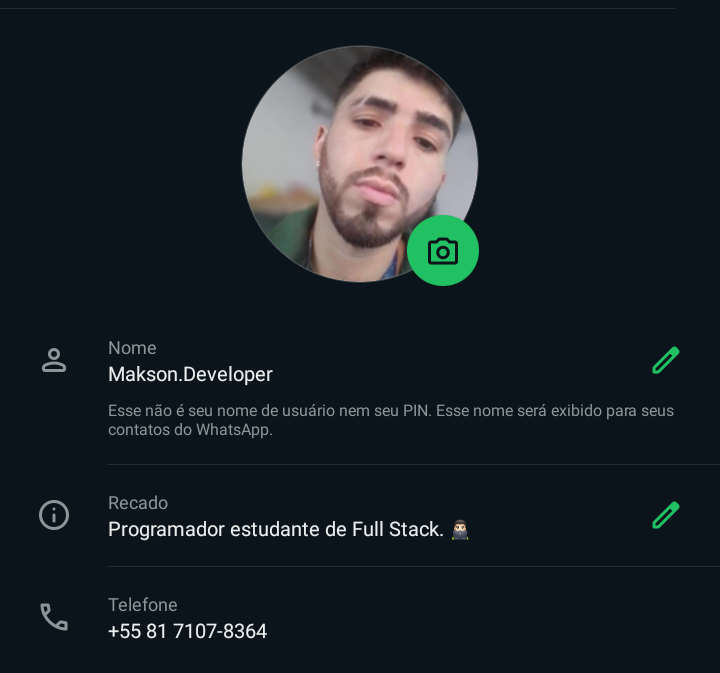 Nome
Makson.Developer
Esse não é seu nome de usuário nem seu PIN. Esse nome será exibido para seus
contatos do WhatsApp.
Recado
Programador estudante de Full Stack. 🥷🏻
Telefone
+55 81 7107-8364